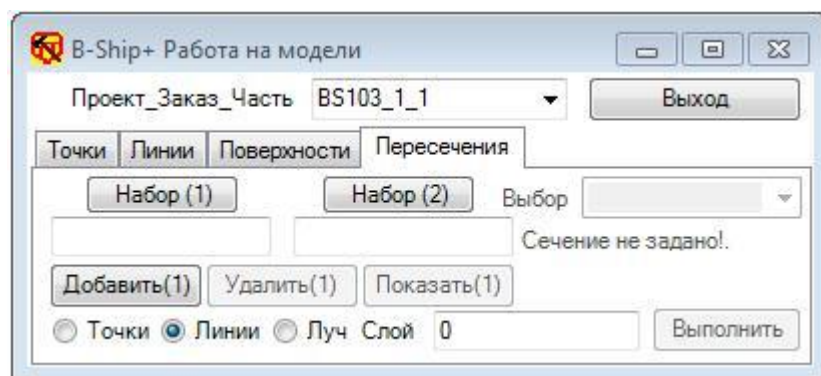 B-Ship+ Работа на модели
Проект_Заказ_Часть BS103_1_1 Выход
Точки Линии Поверхности Пересечения
Набор (1) Набор (2) Выбор
Сечение не задано!.
Добавить(1) Удалить(1) Показать(1)
Точки Линии Луч Слой 0 Выполнить